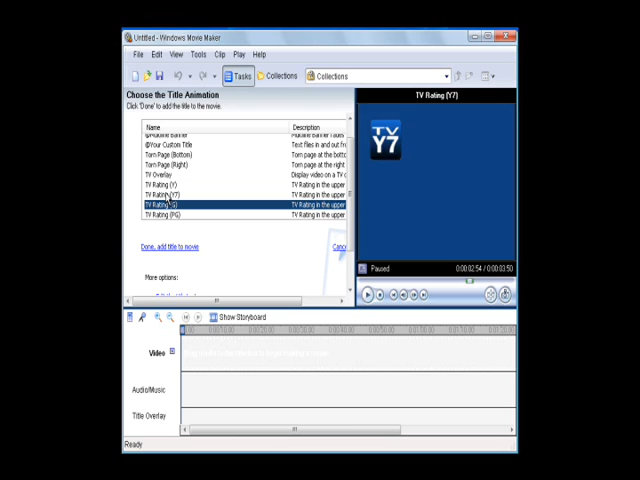 Untitled - Windows Movie Maker
File Edit View Tools Clip Play Help
Tasks Collections Collections
Choose the Title Animation
Click 'Done' to add the title to the movie.
Name Description
Your Custom Title Text flies in and out fr
Torn Page (Bottom) Torn page at the botto
Torn Page (Right) Torn page at the
TV Overlay Display video on a TV
TV Rating (Y) TV Rating in the upper
TV Rating (Y7) TV Rating in the upper
TV Rating (G) TV Rating in the upper
TV Rating (PG) TV Rating in the upper
Done, add title to movie Canc
More options:
TV Rating (Y7)
TV
Y7
Paused 0:00:02.54 / 0:00:03.50
Show Storyboard
Video
Audio/Music
Title Overlay
Ready